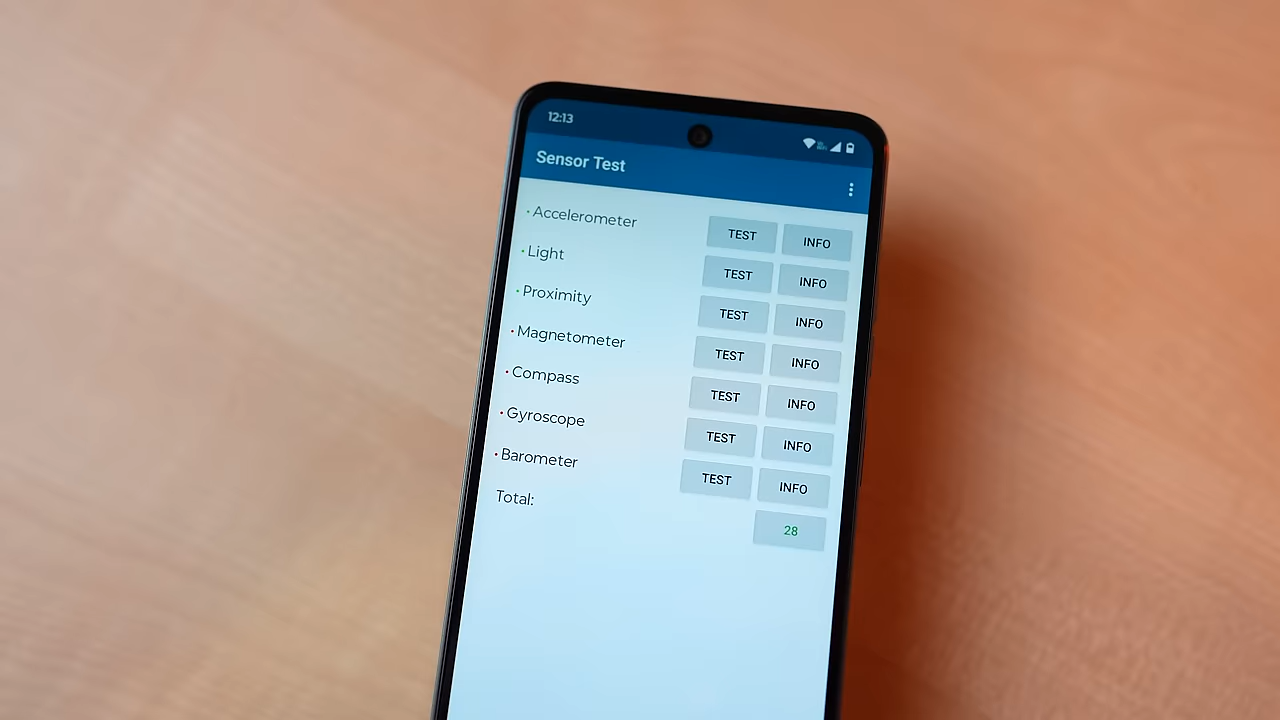 12:13
Sensor Test
Accelerometer TEST INFO
Light TEST INFO
Proximity TEST INFO
Magnetometer TEST INFO
Compass TEST INFO
Gyroscope TEST INFO
Barometer TEST INFO
Total: 28